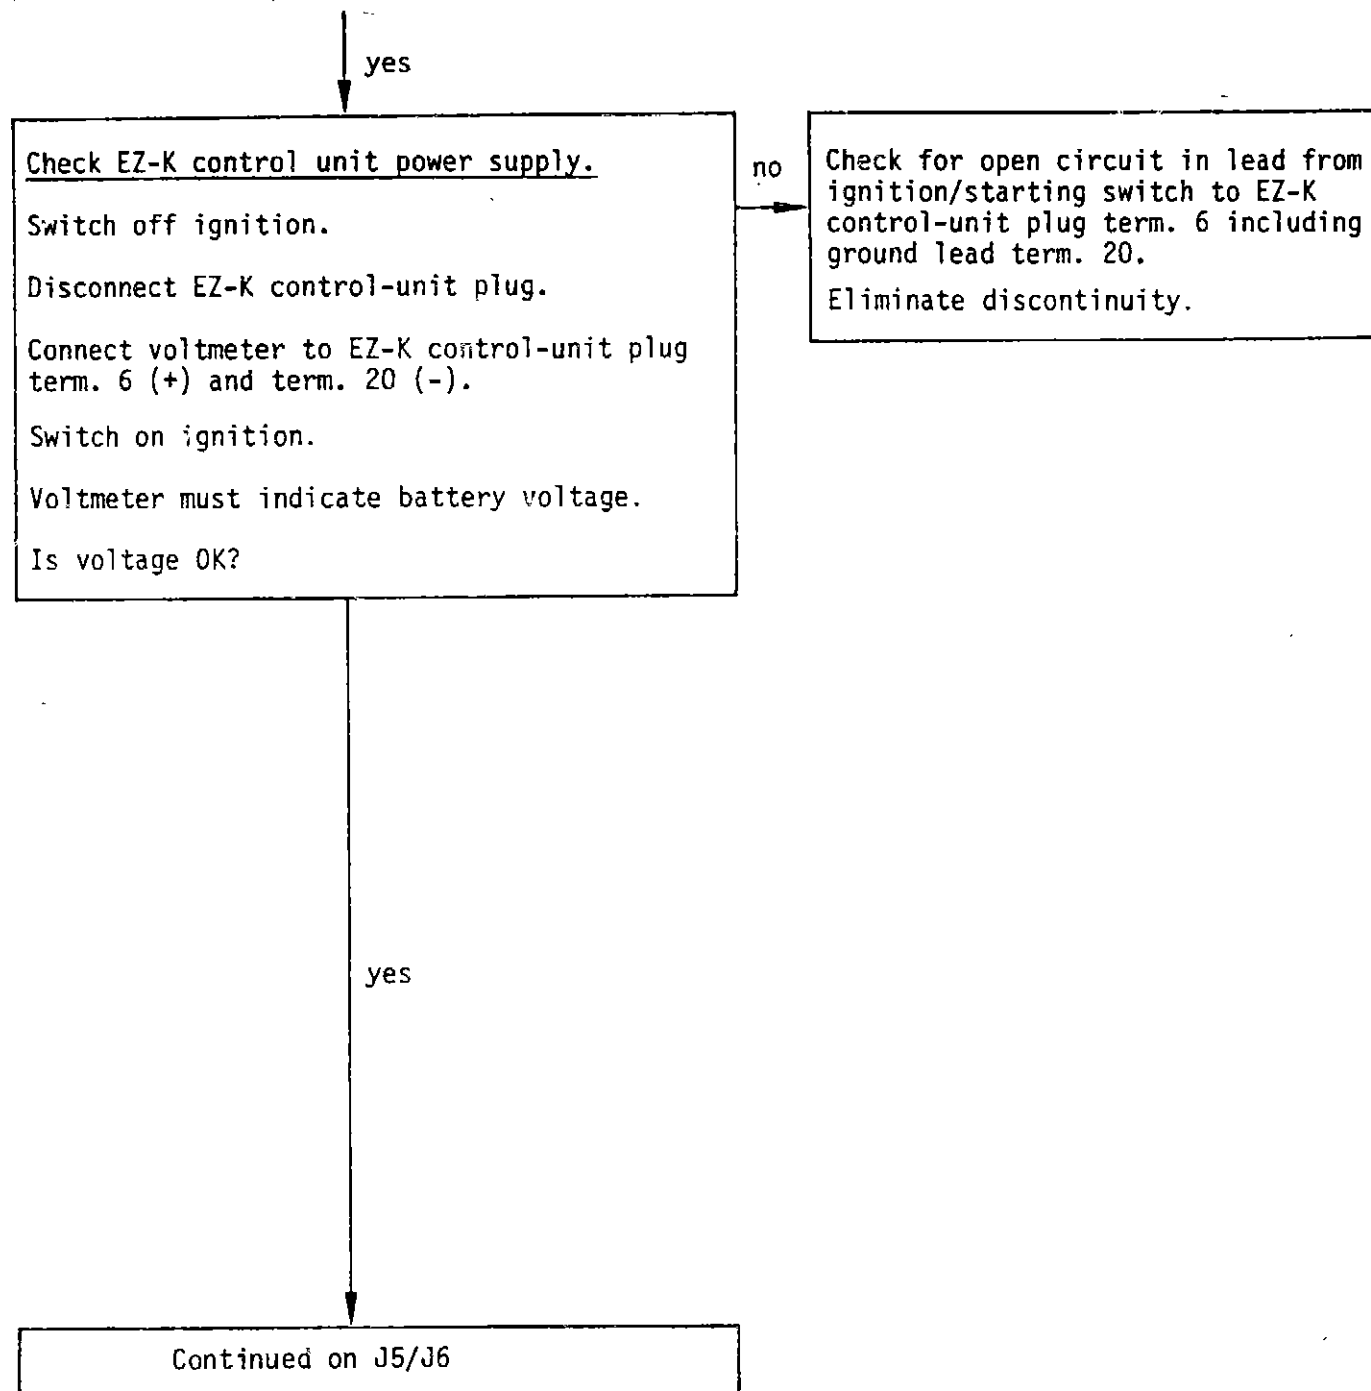 yes
Check EZ-K control unit power supply.
Switch off ignition.
Disconnect EZ-K control-unit plug.
Connect voltmeter to EZ-K control-unit plug
term. 6 (+) and term. 20 (-).
Switch on ignition.
Voltmeter must indicate battery voltage.
Is voltage OK?
no
Check for open circuit in lead from
ignition/starting switch to EZ-K
control-unit plug term. 6 including
ground lead term. 20.
Eliminate discontinuity.
yes
Continued on J5/J6